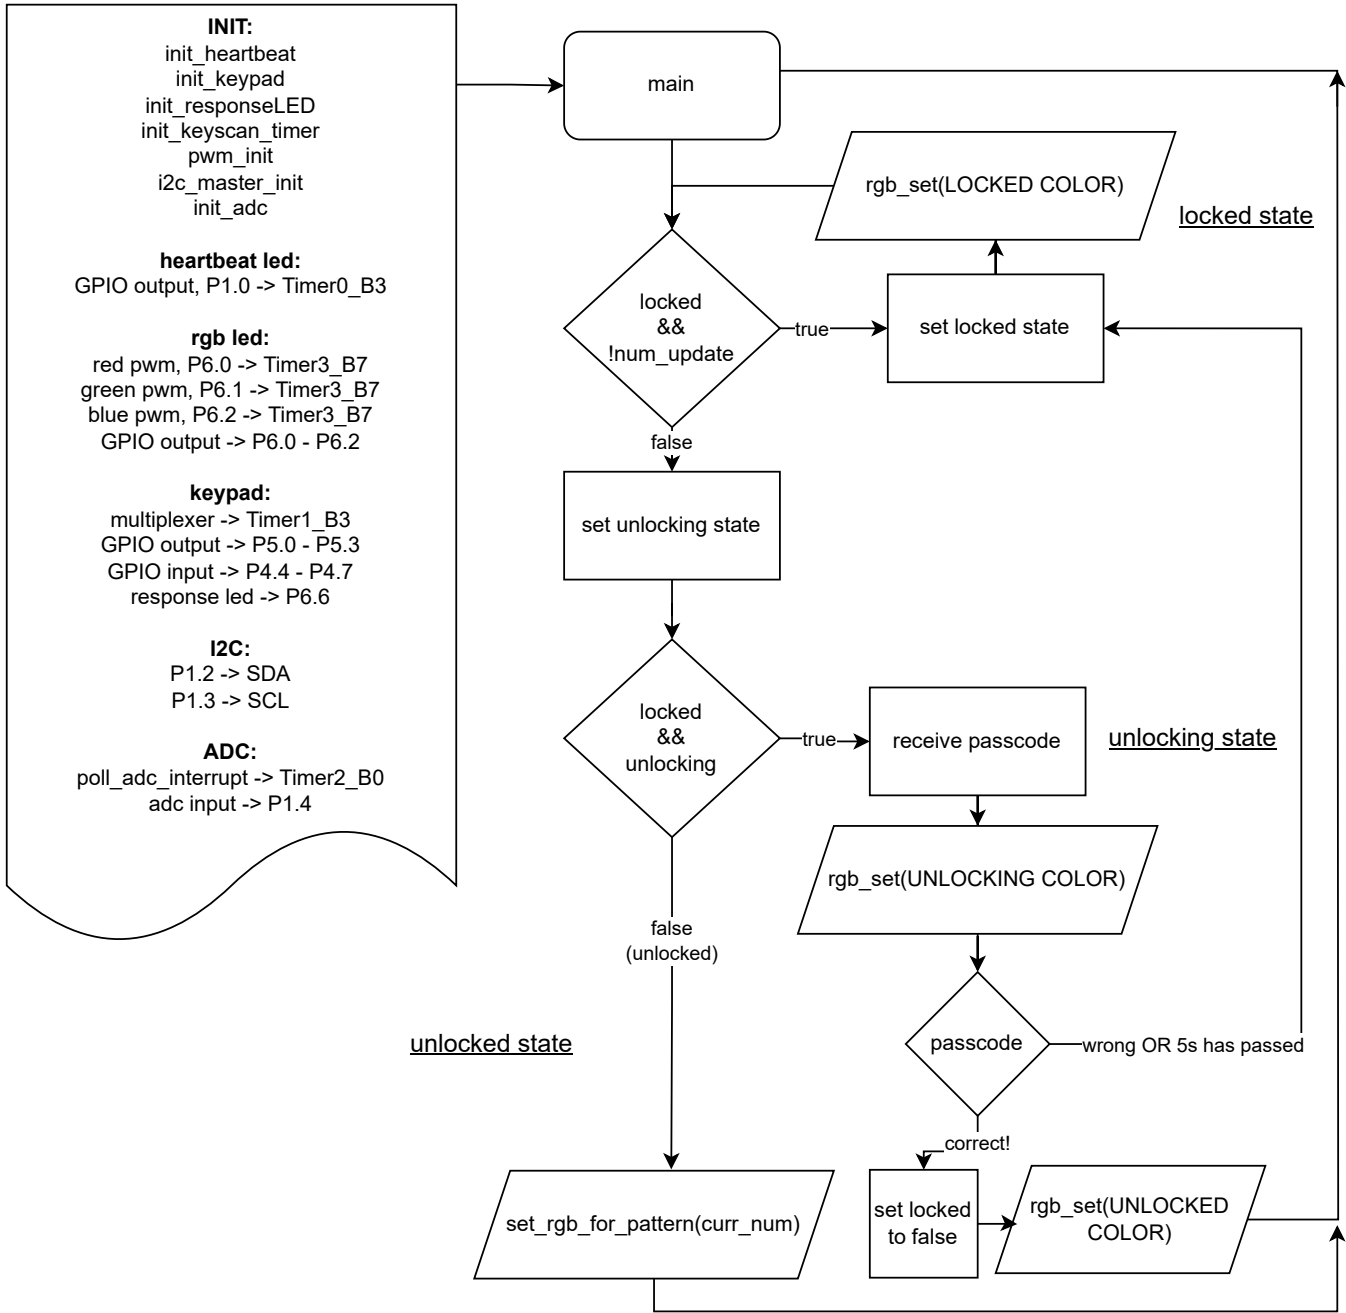 INIT:
init_heartbeat
init_keypad
init_responseLED
init_keyscan_timer
pwm_init
i2c_master_init
init_adc
heartbeat led:
GPIO output, P1.0 -> Timer0_B3
rgb led:
red pwm, P6.0 -> Timer3_B7
green pwm, P6.1 -> Timer3_B7
blue pwm, P6.2 -> Timer3_B7
GPIO output -> P6.0 - P6.2
keypad:
multiplexer -> Timer1_B3
GPIO output -> P5.0 - P5.3
GPIO input -> P4.4 - P4.7
response led -> P6.6
I2C:
P1.2 -> SDA
P1.3 -> SCL
ADC:
poll_adc_interrupt -> Timer2_B0
adc input -> P1.4
main
rgb_set(LOCKED COLOR)
locked state
locked
&&
!num_update
true
set locked state
false
set unlocking state
locked
&&
unlocking
true
receive passcode
unlocking state
rgb_set(UNLOCKING COLOR)
false
(unlocked)
unlocked state
passcode
wrong OR 5s has passed
correct!
set locked
to false
rgb_set(UNLOCKED
COLOR)
set_rgb_for_pattern(curr_num)